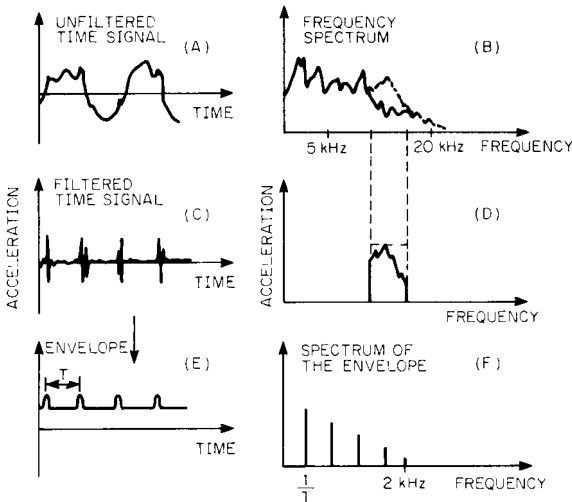 UNFILTERED
TIME SIGNAL
(A)
TIME
FREQUENCY
SPECTRUM
(B)
5 kHz
20 kHz
FREQUENCY
FILTERED
TIME SIGNAL
(C)
ACCELERATION
TIME
(D)
ACCELERATION
FREQUENCY
ENVELOPE
(E)
T
TIME
SPECTRUM OF
THE ENVELOPE
(F)
1
T
2 kHz
FREQUENCY